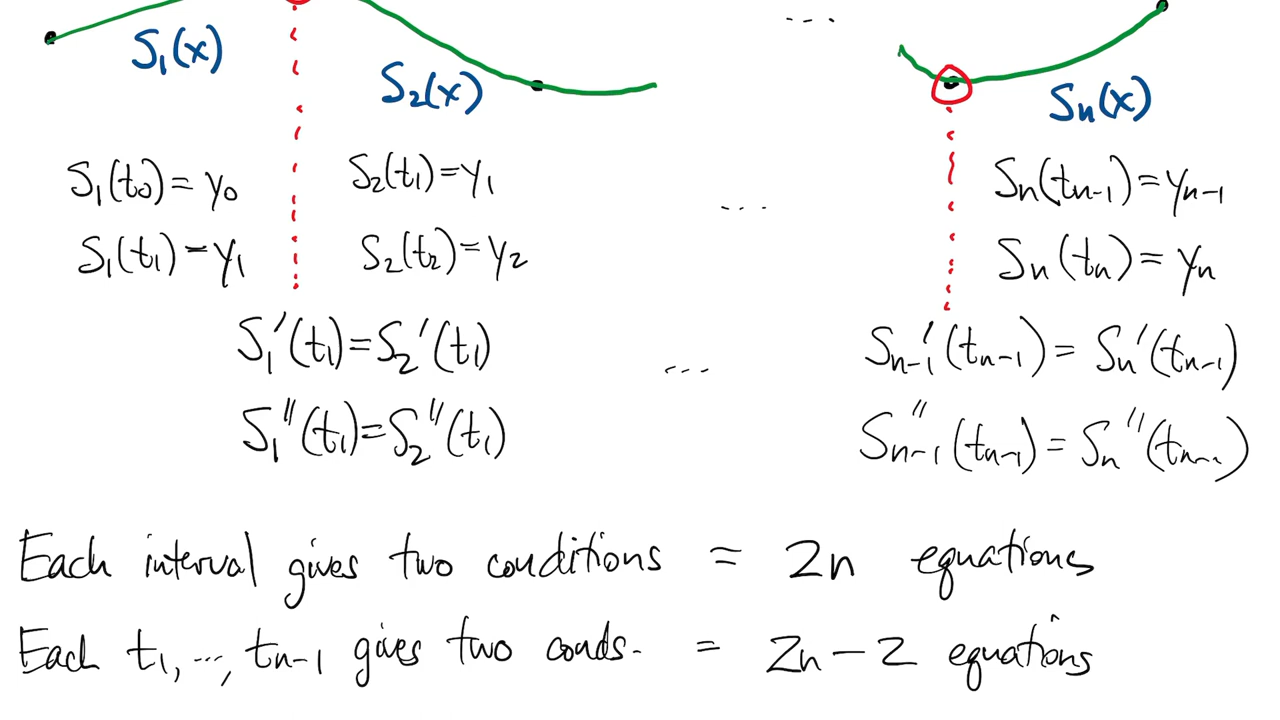 S₁(x) S₂(x) ... Sₙ(x)
S₁(t₀) = y₀ S₂(t₁) = y₁ ... Sₙ(tₙ₋₁) = yₙ₋₁
S₁(t₁) = y₁ S₂(t₂) = y₂ Sₙ(tₙ) = yₙ
S₁'(t₁) = S₂'(t₁) ... Sₙ₋₁'(tₙ₋₁) = Sₙ'(tₙ₋₁)
S₁''(t₁) = S₂''(t₁) Sₙ₋₁''(tₙ₋₁) = Sₙ''(tₙ₋₁)
Each interval gives two conditions = 2n equations
Each t₁, ..., tₙ₋₁ gives two conds. = 2n − 2 equations